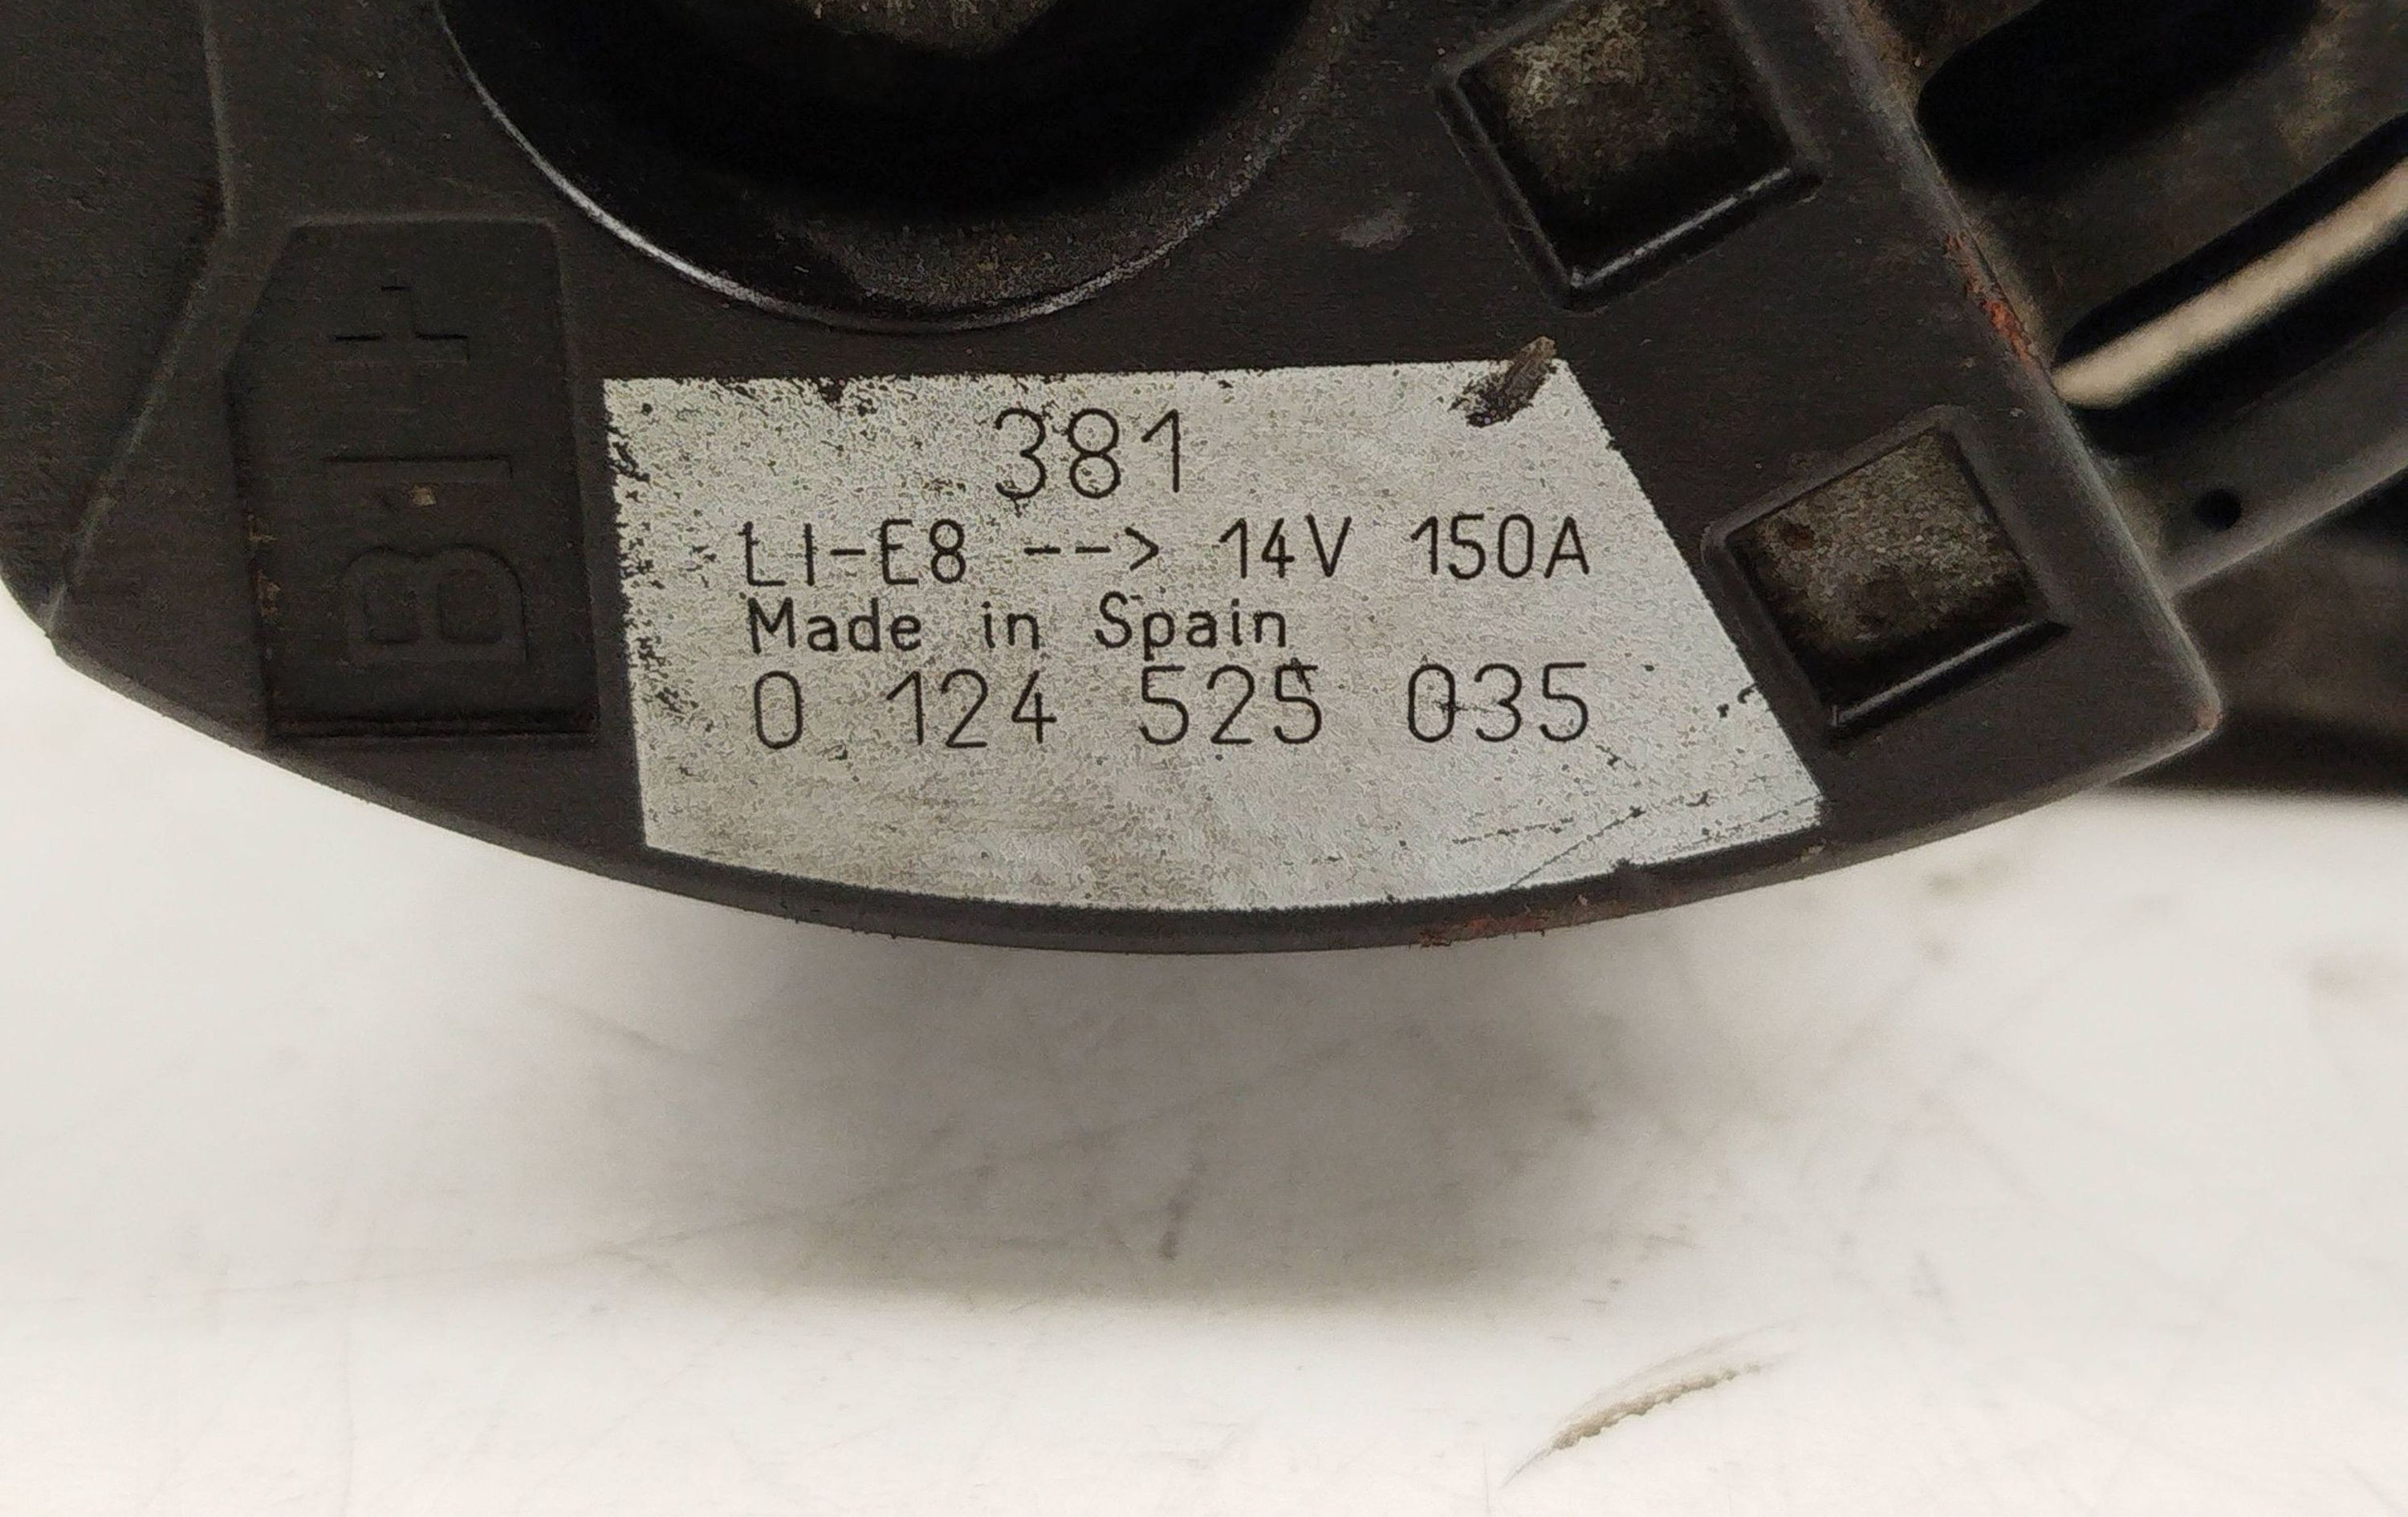 B+
381
LI-E8 --> 14V 150A
Made in Spain
0 124 525 035